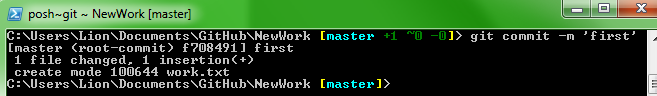 posh~git ~ NewWork [master]
C:\Users\Lion\Documents\GitHub\NewWork [master +1 ~0 -0]> git commit -m 'first'
[master (root-commit) f708491] first
 1 file changed, 1 insertion(+)
 create mode 100644 work.txt
C:\Users\Lion\Documents\GitHub\NewWork [master]>